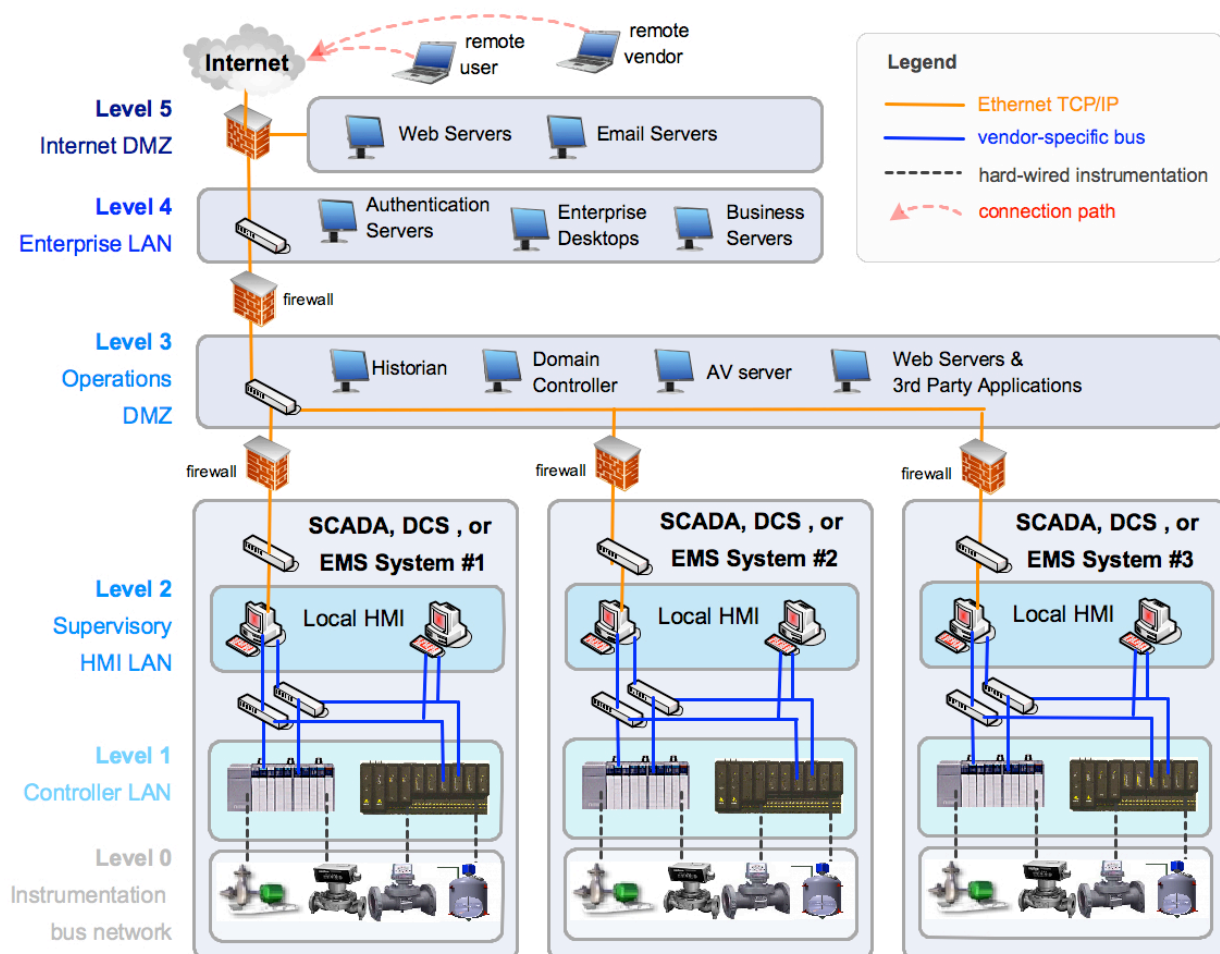 Internet
remote
user
remote
vendor
Legend
Ethernet TCP/IP
vendor-specific bus
hard-wired instrumentation
connection path
Level 5
Internet DMZ
Web Servers
Email Servers
Level 4
Enterprise LAN
Authentication
Servers
Enterprise
Desktops
Business
Servers
firewall
Level 3
Operations
DMZ
Historian
Domain
Controller
AV server
Web Servers &
3rd Party Applications
firewall
firewall
firewall
SCADA, DCS , or
EMS System #1
SCADA, DCS , or
EMS System #2
SCADA, DCS , or
EMS System #3
Level 2
Supervisory
HMI LAN
Local HMI
Local HMI
Local HMI
Level 1
Controller LAN
Level 0
Instrumentation
bus network